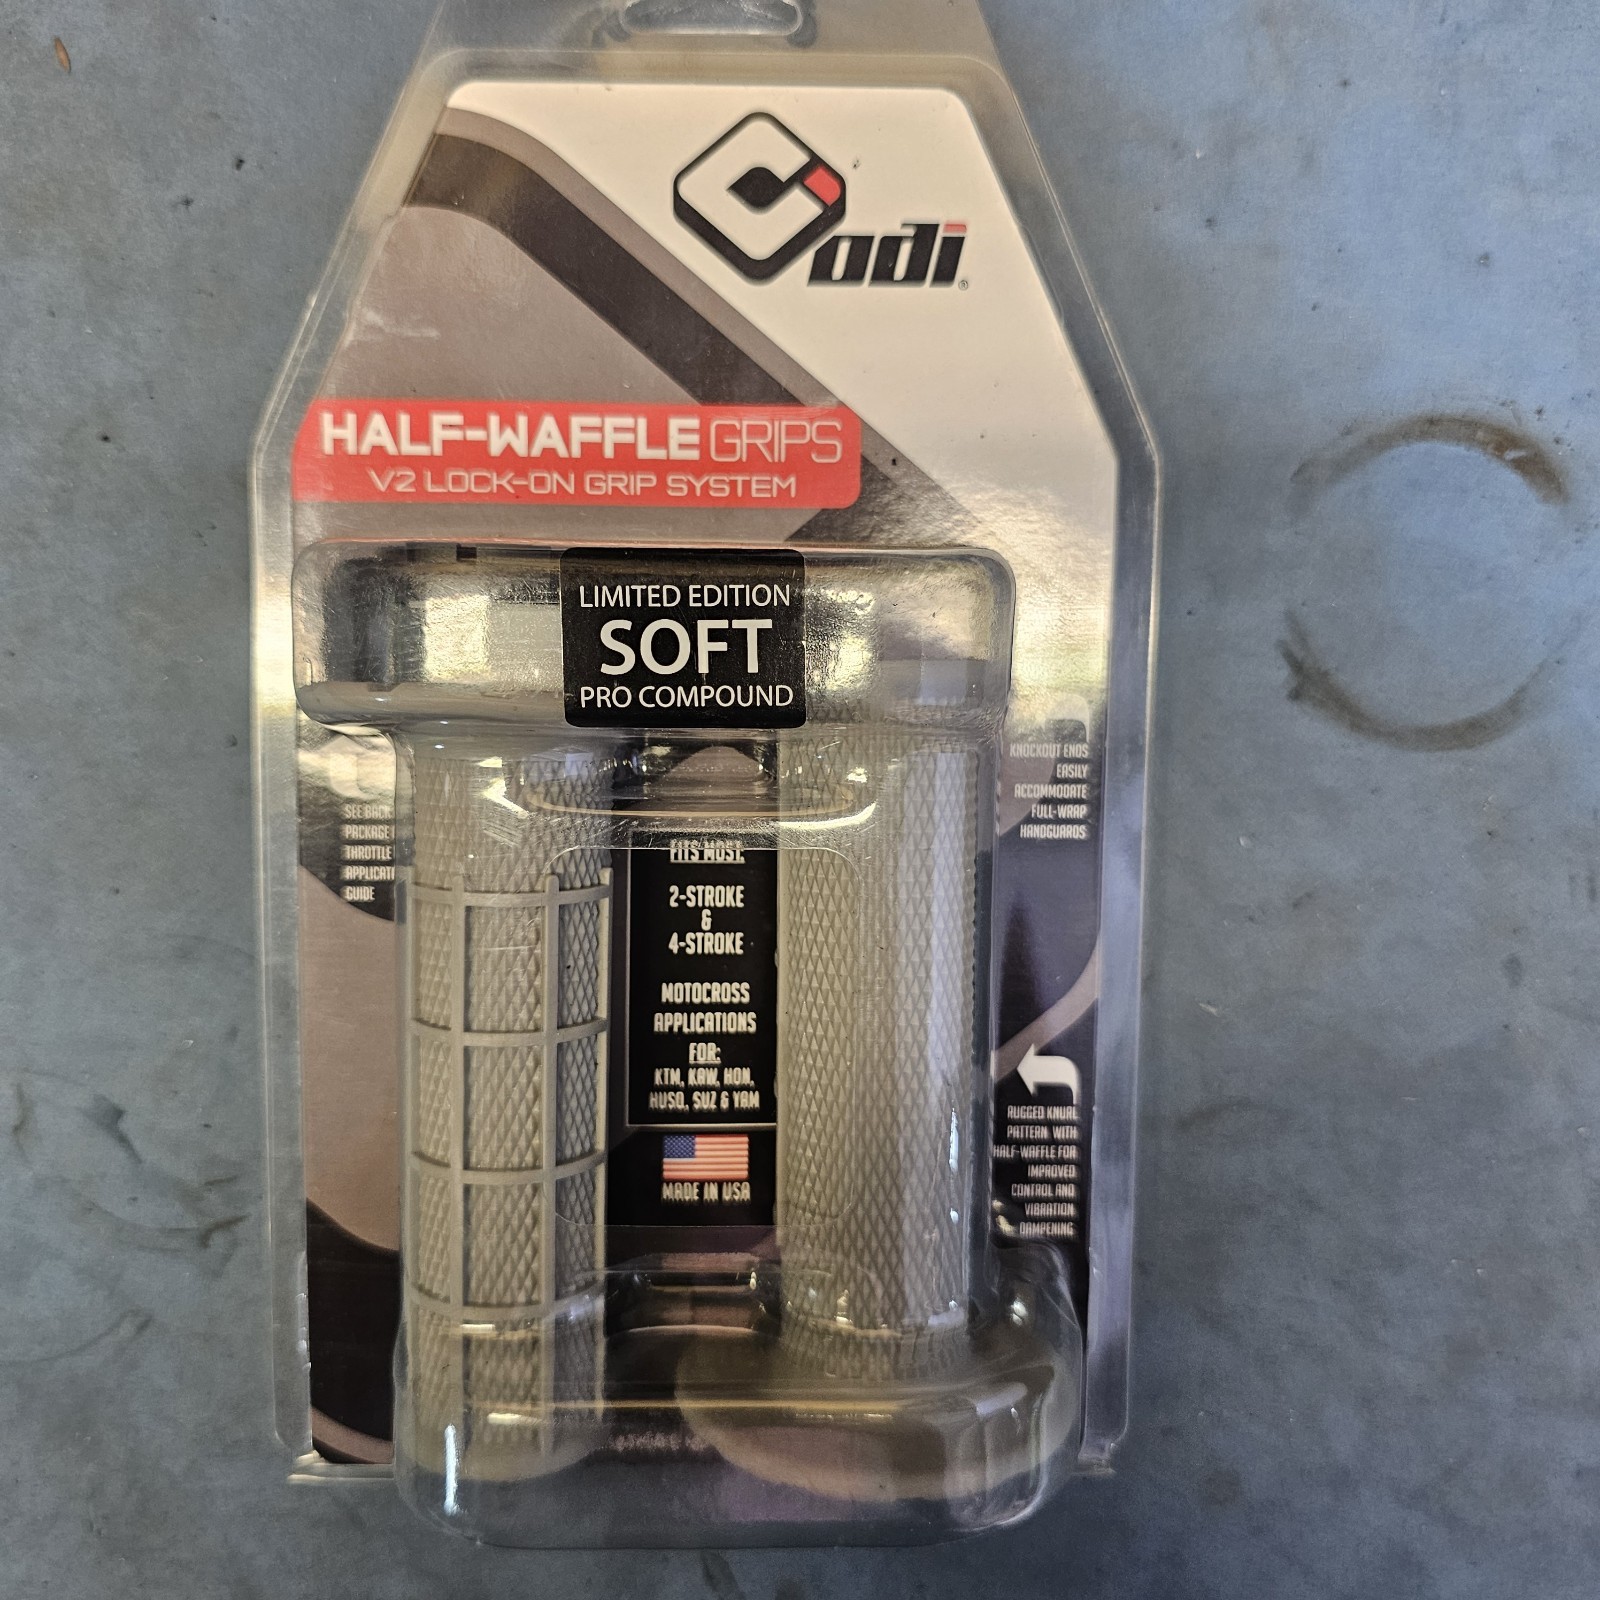 odi
HALF-WAFFLE GRIPS
V2 LOCK-ON GRIP SYSTEM
LIMITED EDITION
SOFT
PRO COMPOUND
KNOCKOUT ENDS
EASILY
ACCOMMODATE
FULL-WRAP
HANDGUARDS
SEE BACK
PACKAGE
THROTTLE
GUIDE
FITS MOST:
2-STROKE
&
4-STROKE
MOTOCROSS
APPLICATIONS
FOR:
KTM, KAW, HON,
HUSQ, SUZ & YAM
MADE IN USA
RUGGED KNURL
PATTERN WITH
HALF-WAFFLE FOR
IMPROVED
CONTROL AND
VIBRATION
DAMPENING